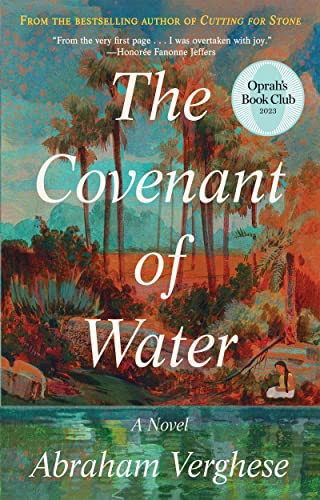 FROM THE BESTSELLING AUTHOR OF CUTTING FOR STONE
"From the very first page . . . I was overtaken with joy."
—Honorée Fanonne Jeffers
Oprah's
Book Club
2023
The
Covenant
of
Water
A Novel
Abraham Verghese